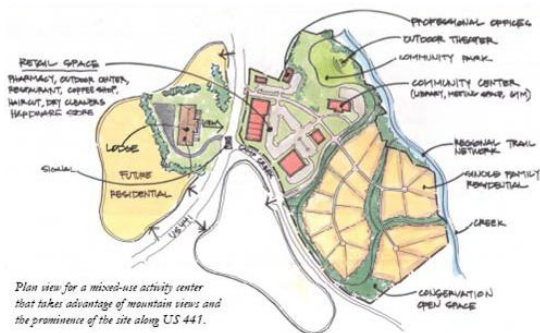 PROFESSIONAL OFFICES
OUTDOOR THEATER
COMMUNITY PARK
RETAIL SPACE
PHARMACY, OUTDOOR CENTER,
RESTAURANT, COFFEE SHOP,
HAIRCUT, DRY CLEANERS
HARDWARE STORE
COMMUNITY CENTER
(LIBRARY, MEETING SPACE, GYM)
LODGE
REGIONAL TRAIL
NETWORK
SIGNAL
FUTURE
RESIDENTIAL
SINGLE FAMILY
RESIDENTIAL
US 441
CREEK
CONSERVATION
OPEN SPACE
Plan view for a mixed-use activity center
that takes advantage of mountain views and
the prominence of the site along US 441.